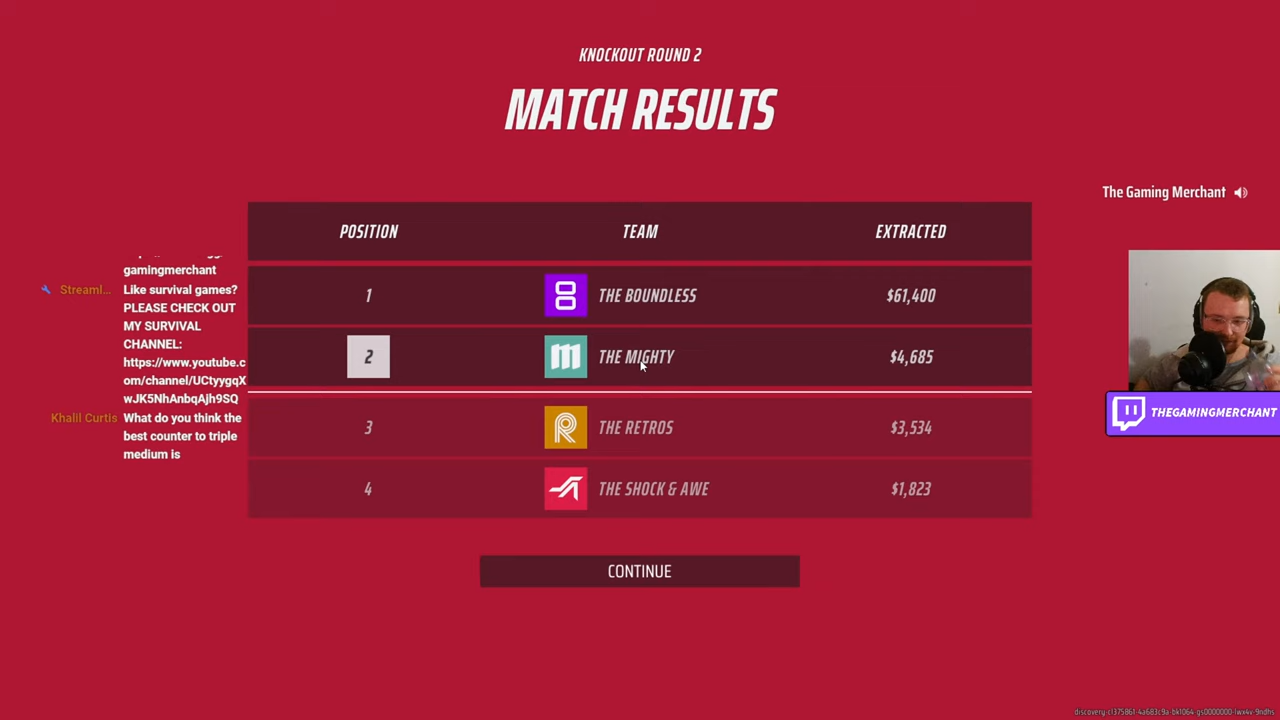 KNOCKOUT ROUND 2
MATCH RESULTS
The Gaming Merchant
POSITION TEAM EXTRACTED
1 THE BOUNDLESS $61,400
2 THE MIGHTY $4,685
3 THE RETROS $3,534
4 THE SHOCK & AWE $1,823
CONTINUE
gamingmerchant
Streaml... Like survival games?
PLEASE CHECK OUT
MY SURVIVAL
CHANNEL:
https://www.youtube.c
om/channel/UCtyygqX
wJK5NhAnbqAjh9SQ
Khalil Curtis What do you think the
best counter to triple
medium is
THEGAMINGMERCHANT